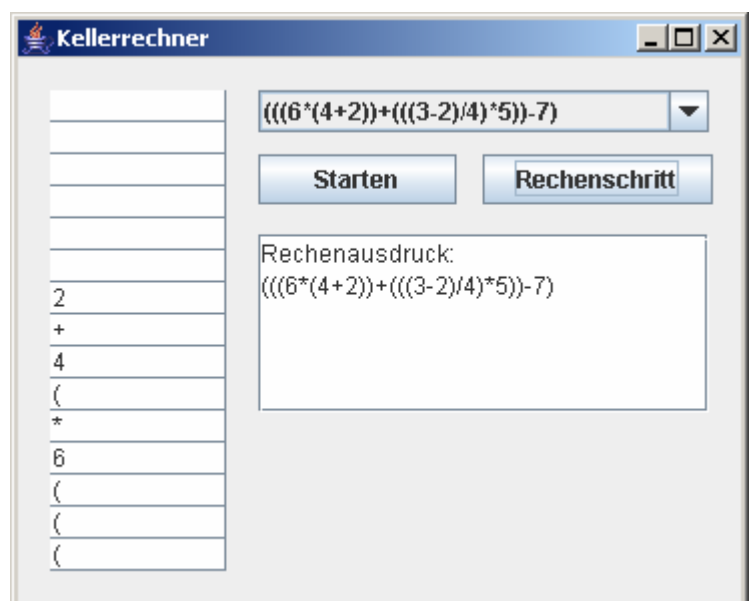 Kellerrechner
(((6*(4+2))+(((3-2)/4)*5))-7)
Starten
Rechenschritt
Rechenausdruck:
(((6*(4+2))+(((3-2)/4)*5))-7)
2
+
4
(
*
6
(
(
(